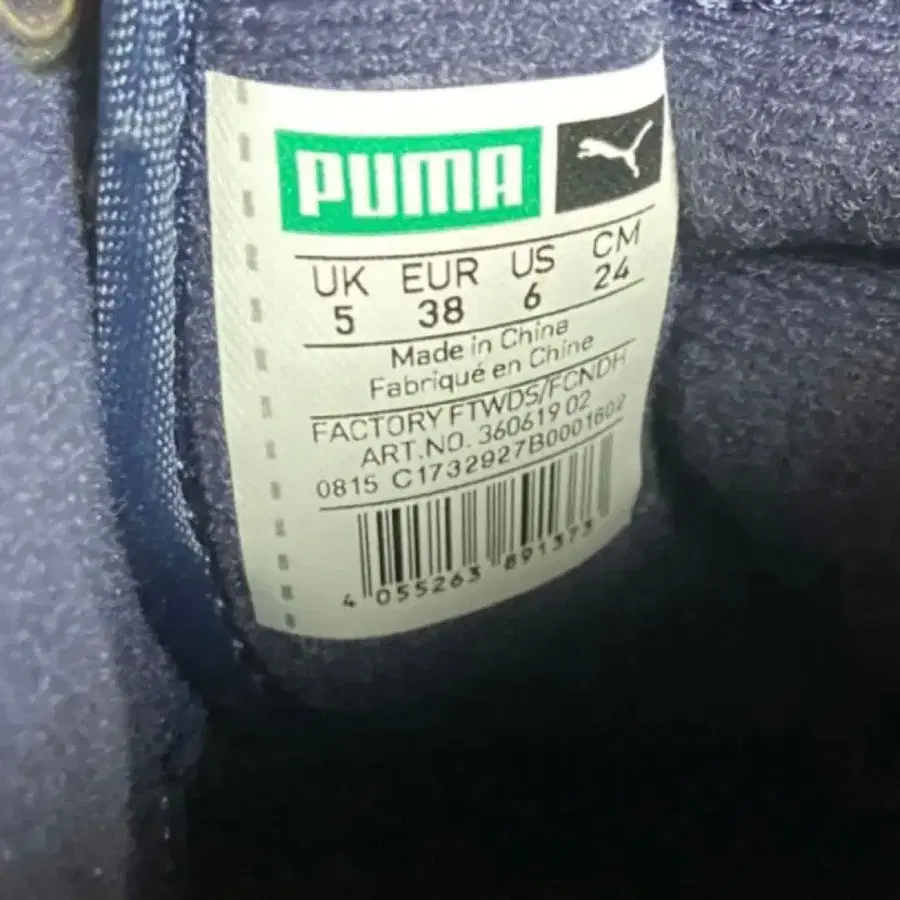 PUMA
UK EUR US CM
5 38 6 24
Made in China
Fabriqué en Chine
FACTORY FTWDS/FCNDH
ART.NO. 360619 02
0815 C1732927B0001602
4 055263 891373